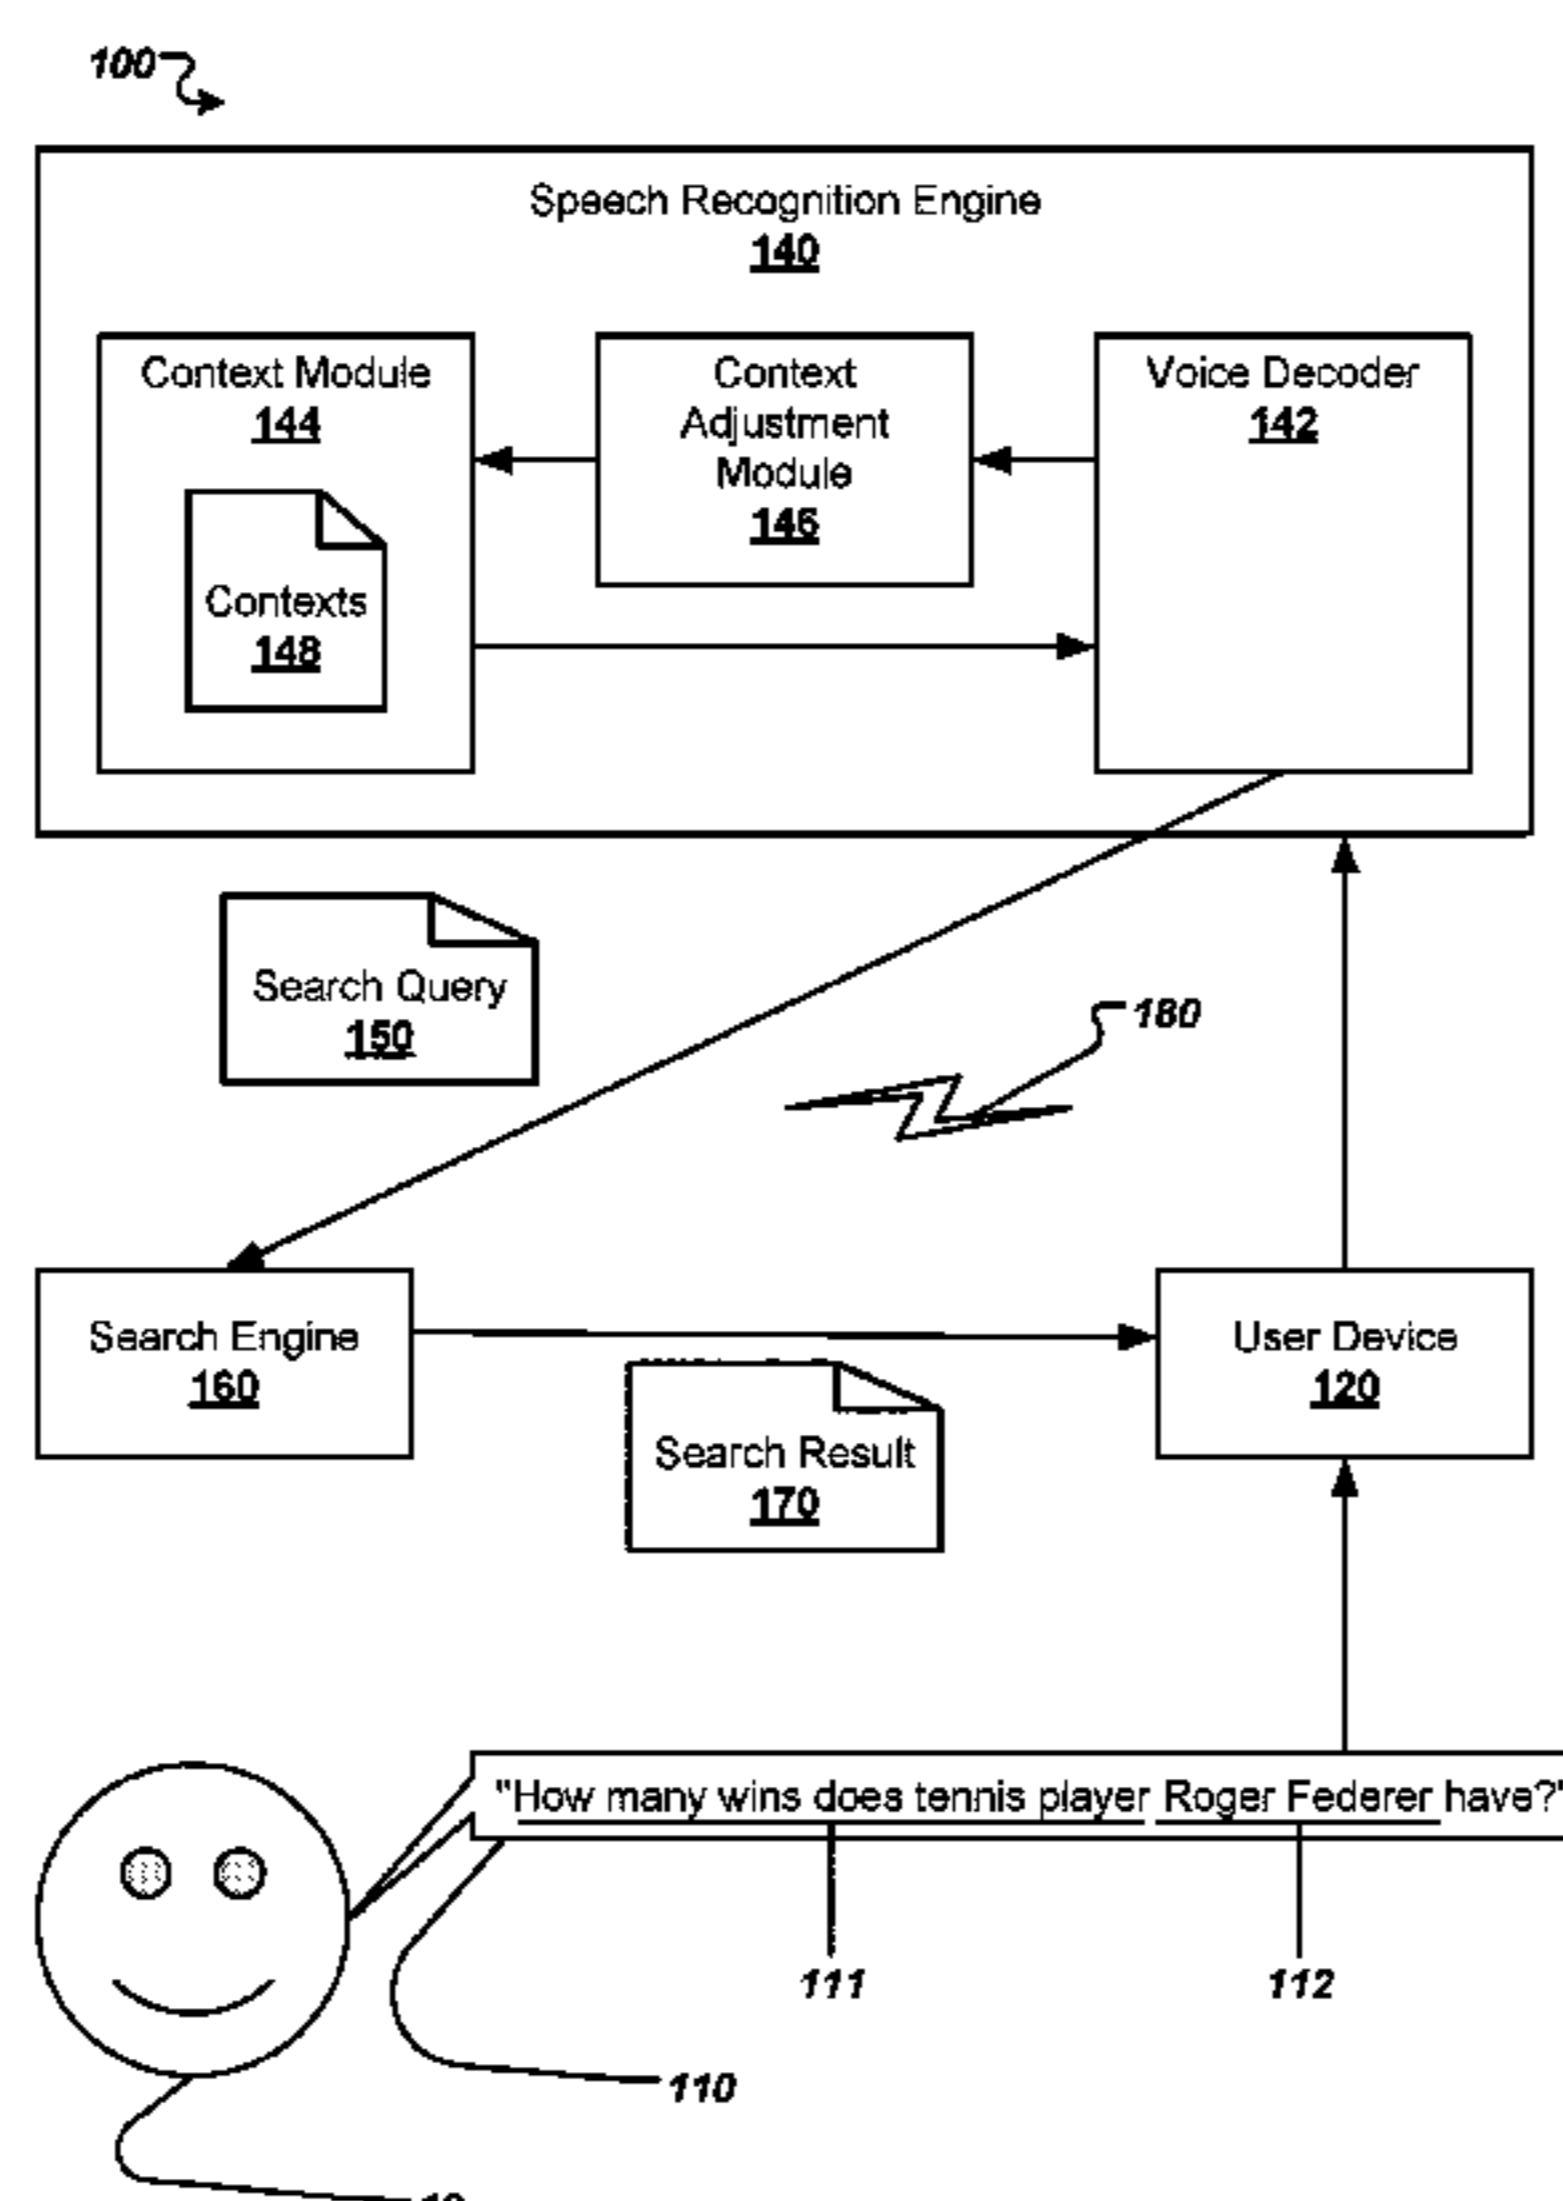 100
Speech Recognition Engine
140
Context Module
144
Contexts
148
Context
Adjustment
Module
146
Voice Decoder
142
Search Query
150
180
Search Engine
160
User Device
120
Search Result
170
"How many wins does tennis player Roger Federer have?"
111
112
110